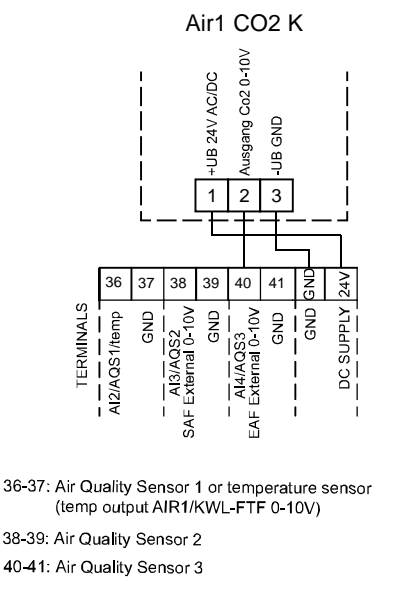 Air1 CO2 K
+UB 24V AC/DC
Ausgang Co2 0-10V
-UB GND
1 2 3
36 37 38 39 40 41 GND 24V
TERMINALS
AI2/AQS1/temp
GND
AI3/AQS2
SAF External 0-10V
GND
AI4/AQS3
EAF External 0-10V
GND
GND
DC SUPPLY
36-37: Air Quality Sensor 1 or temperature sensor
(temp output AIR1/KWL-FTF 0-10V)
38-39: Air Quality Sensor 2
40-41: Air Quality Sensor 3